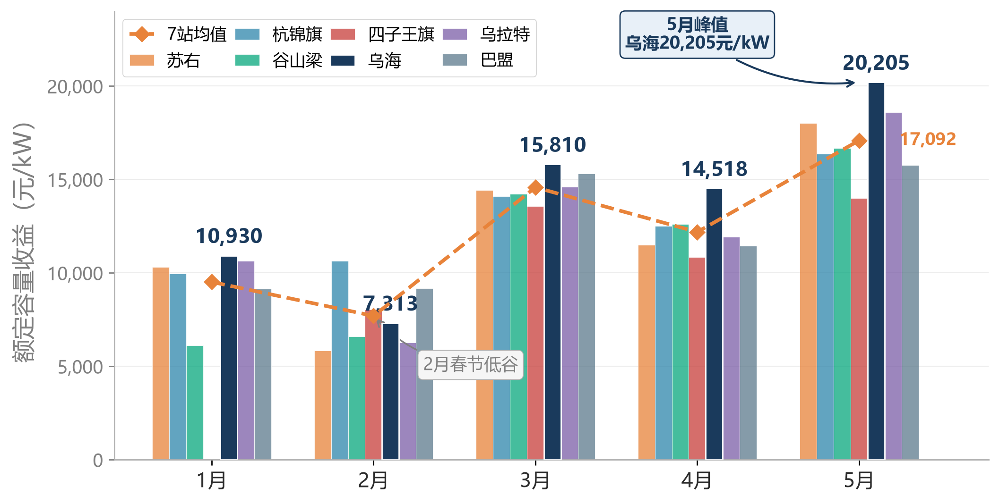 7站均值 杭锦旗 四子王旗 乌拉特
苏右 谷山梁 乌海 巴盟
5月峰值
乌海20,205元/kW
20,205
17,092
15,810
14,518
10,930
7,313
2月春节低谷
额定容量收益（元/kW）
20,000
15,000
10,000
5,000
0
1月 2月 3月 4月 5月